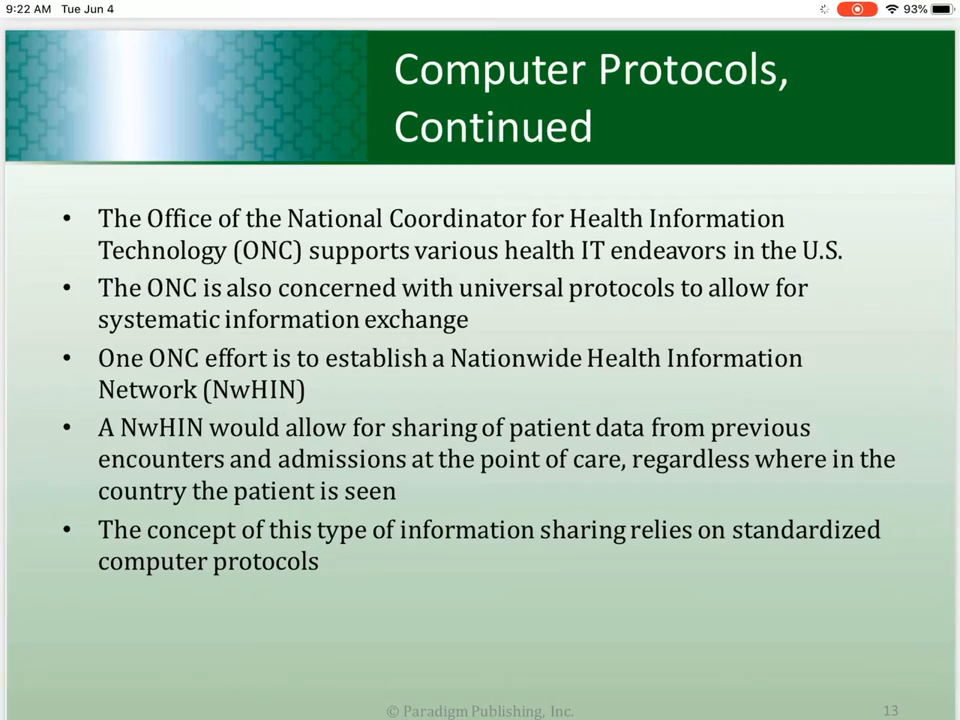 9:22 AM Tue Jun 4 93%
Computer Protocols,
Continued
• The Office of the National Coordinator for Health Information
Technology (ONC) supports various health IT endeavors in the U.S.
• The ONC is also concerned with universal protocols to allow for
systematic information exchange
• One ONC effort is to establish a Nationwide Health Information
Network (NwHIN)
• A NwHIN would allow for sharing of patient data from previous
encounters and admissions at the point of care, regardless where in the
country the patient is seen
• The concept of this type of information sharing relies on standardized
computer protocols
© Paradigm Publishing, Inc. 13